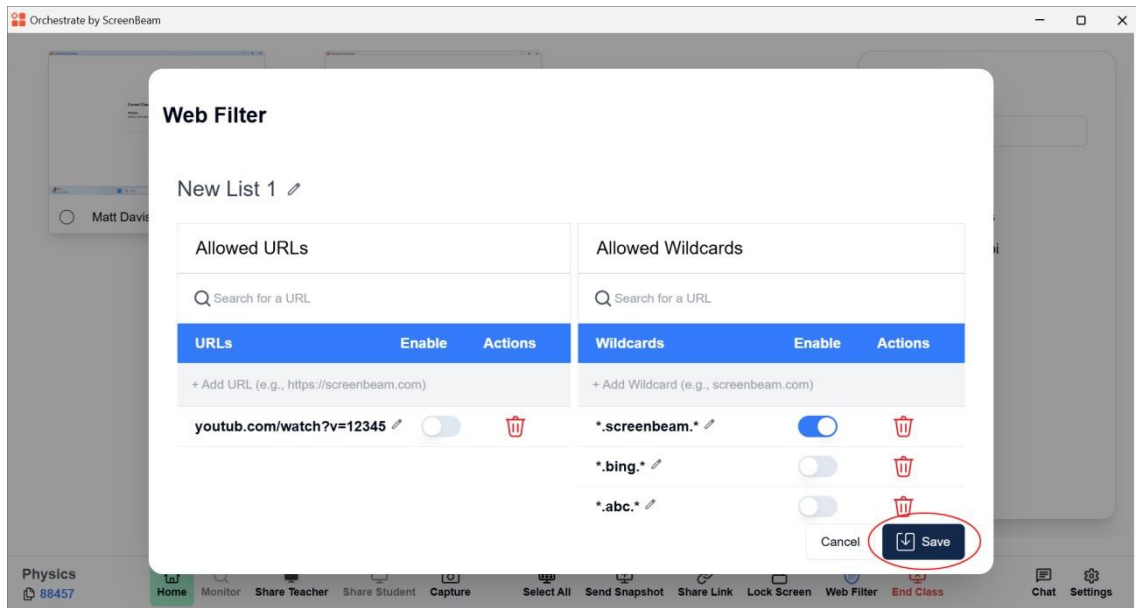 Orchestrate by ScreenBeam
Web Filter
New List 1
Allowed URLs
Search for a URL
URLs Enable Actions
+ Add URL (e.g., https://screenbeam.com)
youtub.com/watch?v=12345
Allowed Wildcards
Search for a URL
Wildcards Enable Actions
+ Add Wildcard (e.g., screenbeam.com)
*.screenbeam.*
*.bing.*
*.abc.*
Cancel Save
Matt Davis
Physics
88457
Home Monitor Share Teacher Share Student Capture Select All Send Snapshot Share Link Lock Screen Web Filter End Class Chat Settings